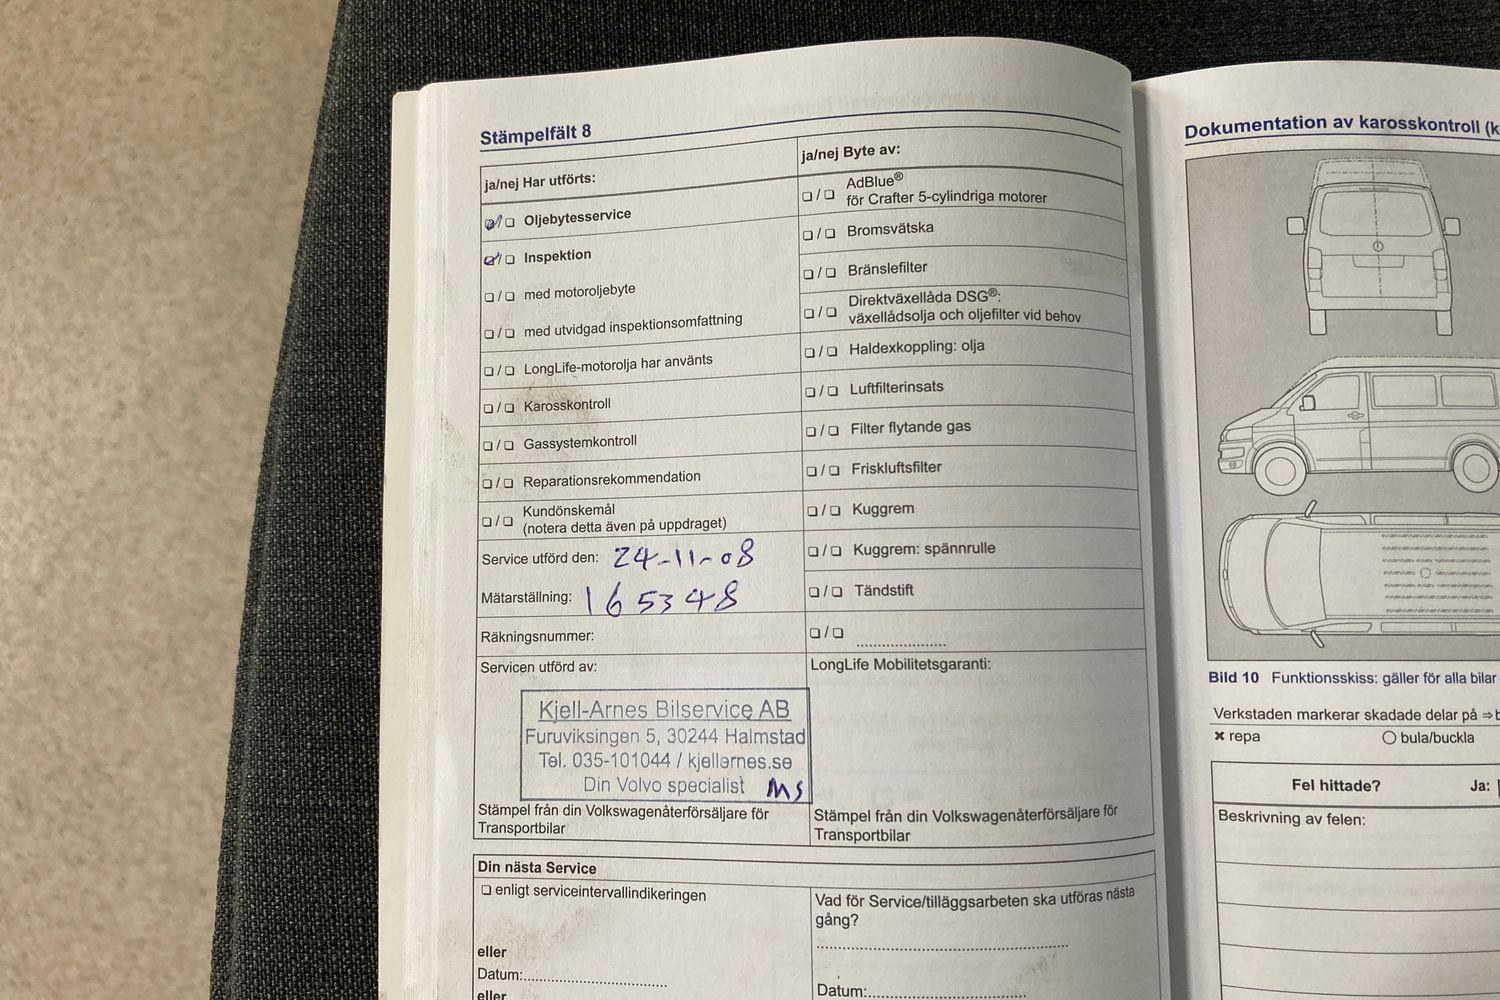 Stämpelfält 8
ja/nej Har utförts:
Oljebytesservice
Inspektion
med motoroljebyte
med utvidgad inspektionsomfattning
LongLife-motorolja har använts
Karosskontroll
Gassystemkontroll
Reparationsrekommendation
Kundönskemål
(notera detta även på uppdraget)
Service utförd den: 24-11-08
Mätarställning: 165348
Räkningsnummer:
Servicen utförd av:
Kjell-Arnes Bilservice AB
Furuviksingen 5, 30244 Halmstad
Tel. 035-101044 / kjellarnes.se
Din Volvo specialist MS
Stämpel från din Volkswagenåterförsäljare för
Transportbilar
ja/nej Byte av:
AdBlue®
för Crafter 5-cylindriga motorer
Bromsvätska
Bränslefilter
Direktväxellåda DSG®:
växellådsolja och oljefilter vid behov
Haldexkoppling: olja
Luftfilterinsats
Filter flytande gas
Friskluftsfilter
Kuggrem
Kuggrem: spännrulle
Tändstift
LongLife Mobilitetsgaranti:
Stämpel från din Volkswagenåterförsäljare för
Transportbilar
Din nästa Service
enligt serviceintervallindikeringen
eller
Datum:
eller
Vad för Service/tilläggsarbeten ska utföras nästa
gång?
Datum:
Dokumentation av karosskontroll (k
Bild 10 Funktionsskiss: gäller för alla bilar
Verkstaden markerar skadade delar på ⇒ b
repa
bula/buckla
Fel hittade? Ja:
Beskrivning av felen: